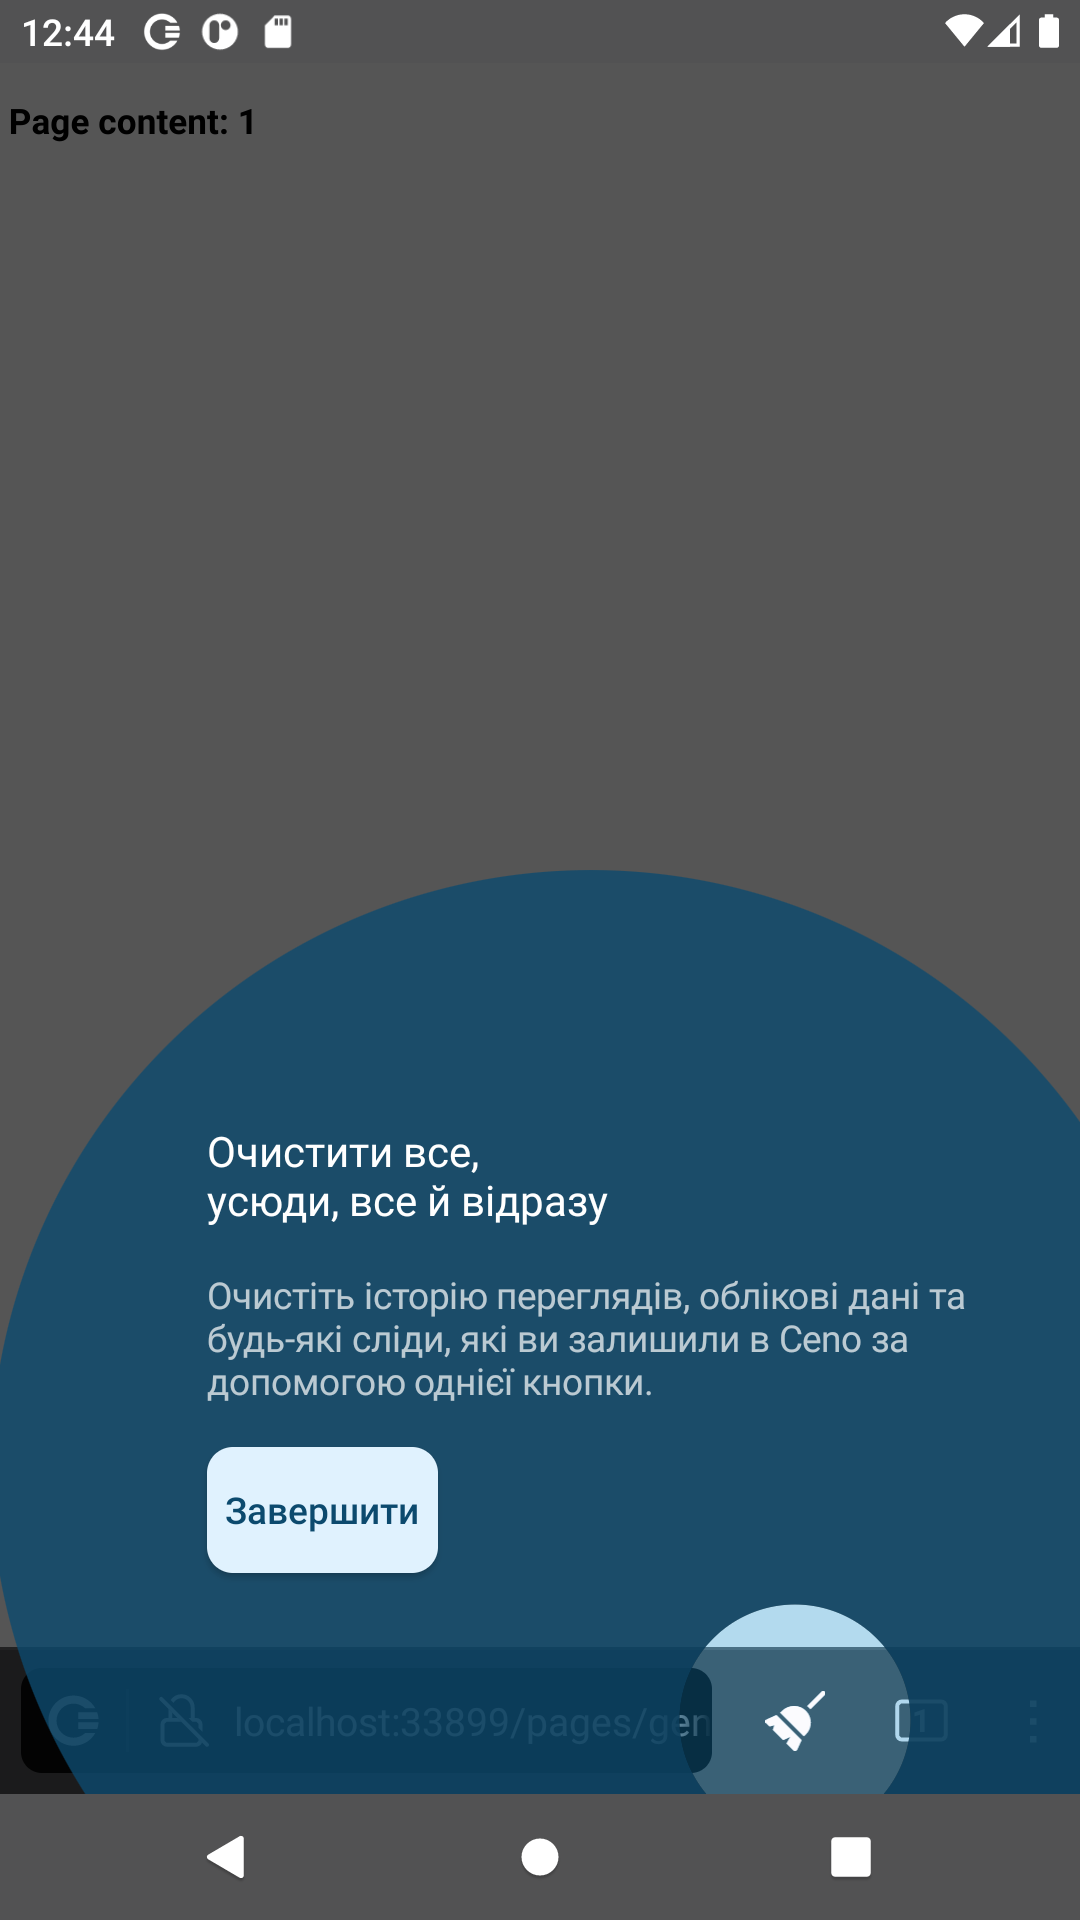 12:44
Page content: 1
Очистити все,
усюди, все й відразу
Очистіть історію переглядів, облікові дані та
будь-які сліди, які ви залишили в Ceno за
допомогою однієї кнопки.
Завершити
localhost:33899/pages/gen
1